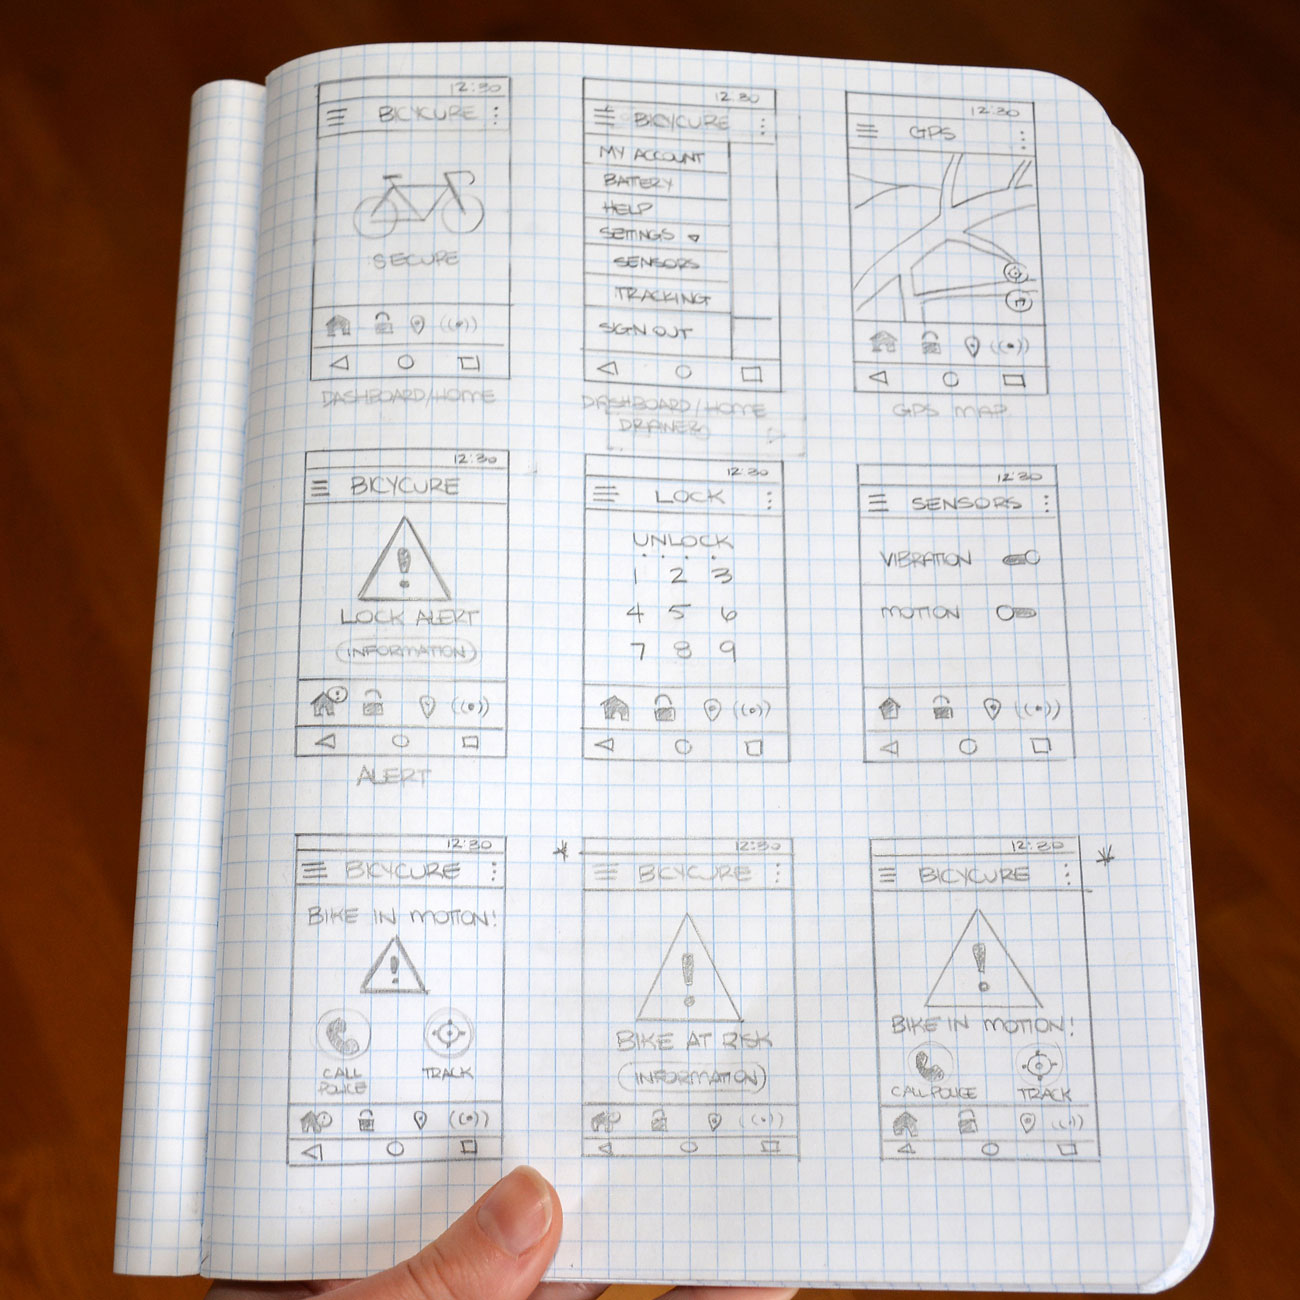 12:30
BICYCURE
SECURE
DASHBOARD/HOME
12:30
BICYCURE
MY ACCOUNT
BATERY
HELP
SETTINGS
SENSORS
TRACKING
SIGN OUT
DASHBOARD/HOME
DRAWER
12:30
GPS
GPS MAP
12:30
BICYCURE
LOCK ALERT
INFORMATION
ALERT
12:30
LOCK
UNLOCK
1 2 3
4 5 6
7 8 9
12:30
SENSORS
VIBRATION
MOTION
12:30
BICYCURE
BIKE IN MOTION!
CALL
POLICE
TRACK
12:30
BICYCURE
BIKE AT RISK
INFORMATION
12:30
BICYCURE
BIKE IN MOTION!
CALL POLICE
TRACK